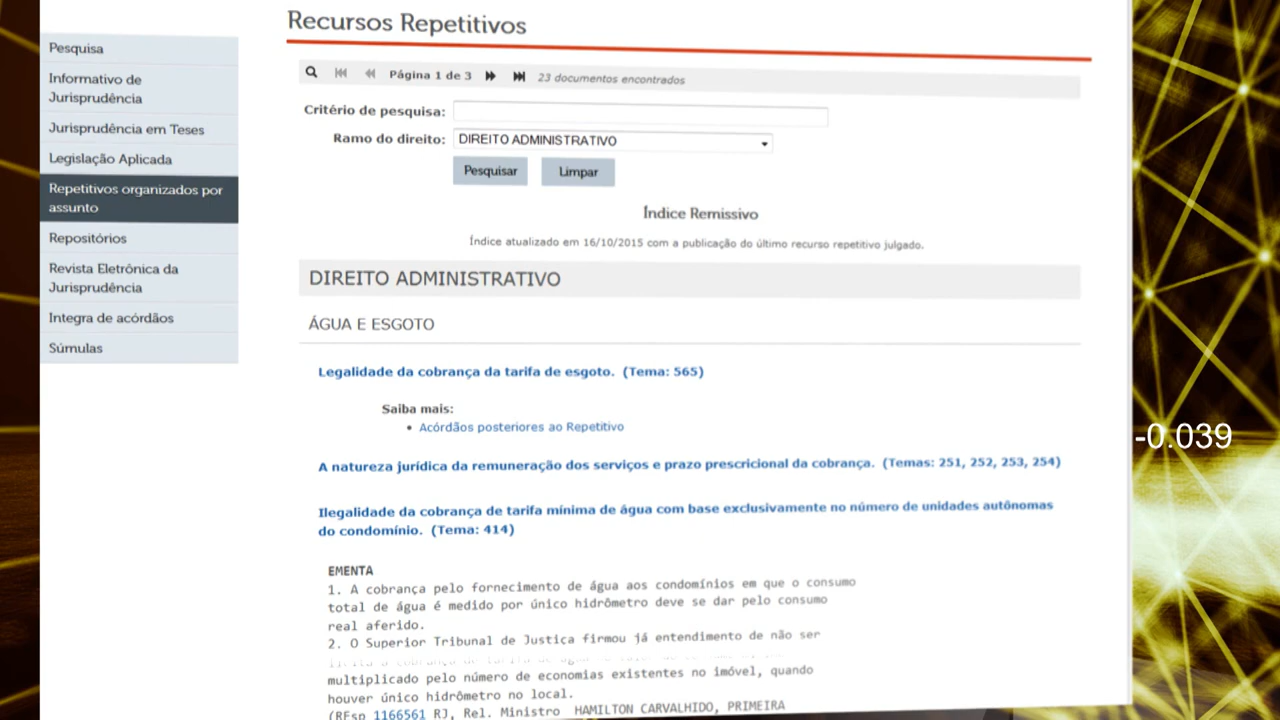 Recursos Repetitivos
Pesquisa
Informativo de
Jurisprudência
Jurisprudência em Teses
Legislação Aplicada
Repetitivos organizados por
assunto
Repositórios
Revista Eletrônica da
Jurisprudência
Integra de acórdãos
Súmulas
Página 1 de 3 23 documentos encontrados
Critério de pesquisa:
Ramo do direito: DIREITO ADMINISTRATIVO
Pesquisar Limpar
Índice Remissivo
Índice atualizado em 16/10/2015 com a publicação do último recurso repetitivo julgado.
DIREITO ADMINISTRATIVO
ÁGUA E ESGOTO
Legalidade da cobrança da tarifa de esgoto. (Tema: 565)
Saiba mais:
• Acórdãos posteriores ao Repetitivo
-0.039
A natureza jurídica da remuneração dos serviços e prazo prescricional da cobrança. (Temas: 251, 252, 253, 254)
Ilegalidade da cobrança de tarifa mínima de água com base exclusivamente no número de unidades autônomas
do condomínio. (Tema: 414)
EMENTA
1. A cobrança pelo fornecimento de água aos condomínios em que o consumo
total de água é medido por único hidrômetro deve se dar pelo consumo
real aferido.
2. O Superior Tribunal de Justiça firmou já entendimento de não ser
multiplicado pelo número de economias existentes no imóvel, quando
houver único hidrômetro no local.
(REsp 1166561 RJ, Rel. Ministro HAMILTON CARVALHIDO, PRIMEIRA